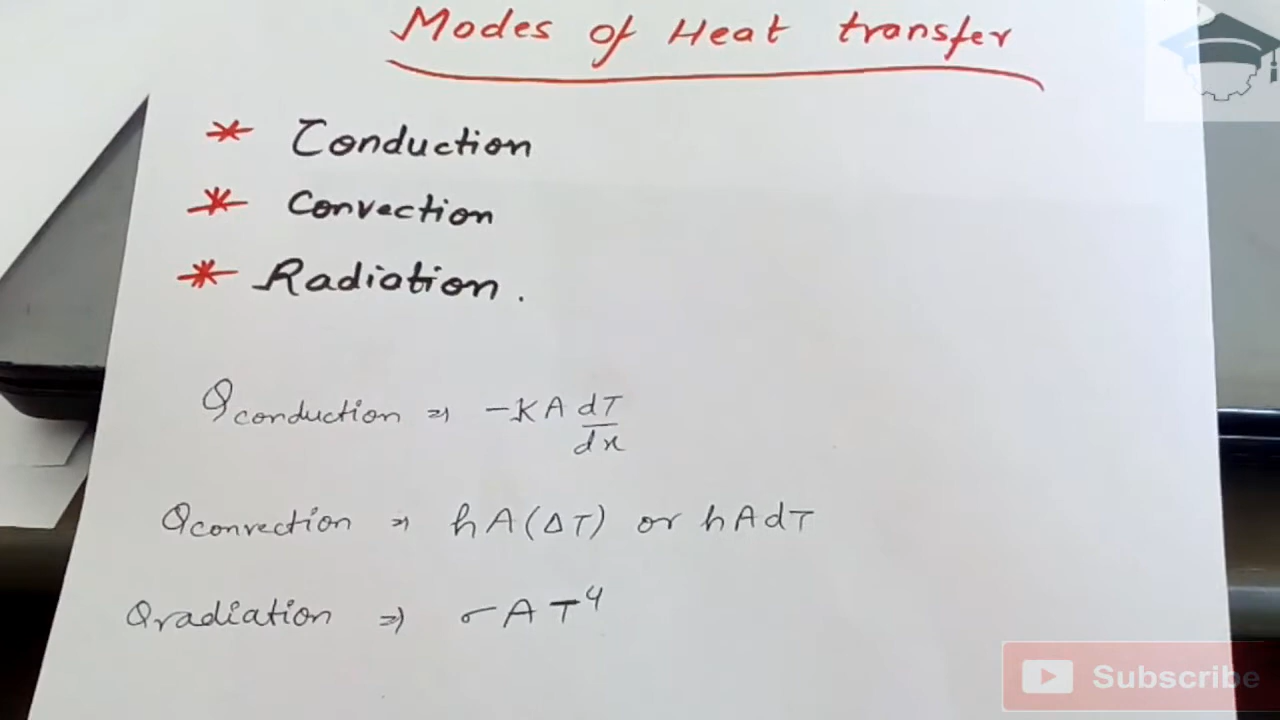 Modes of Heat transfer
* Conduction
* Convection
* Radiation.
Qconduction ⇒ -KA dT/dx
Qconvection ⇒ hA(ΔT) or hAdT
Qradiation ⇒ σAT⁴
Subscribe